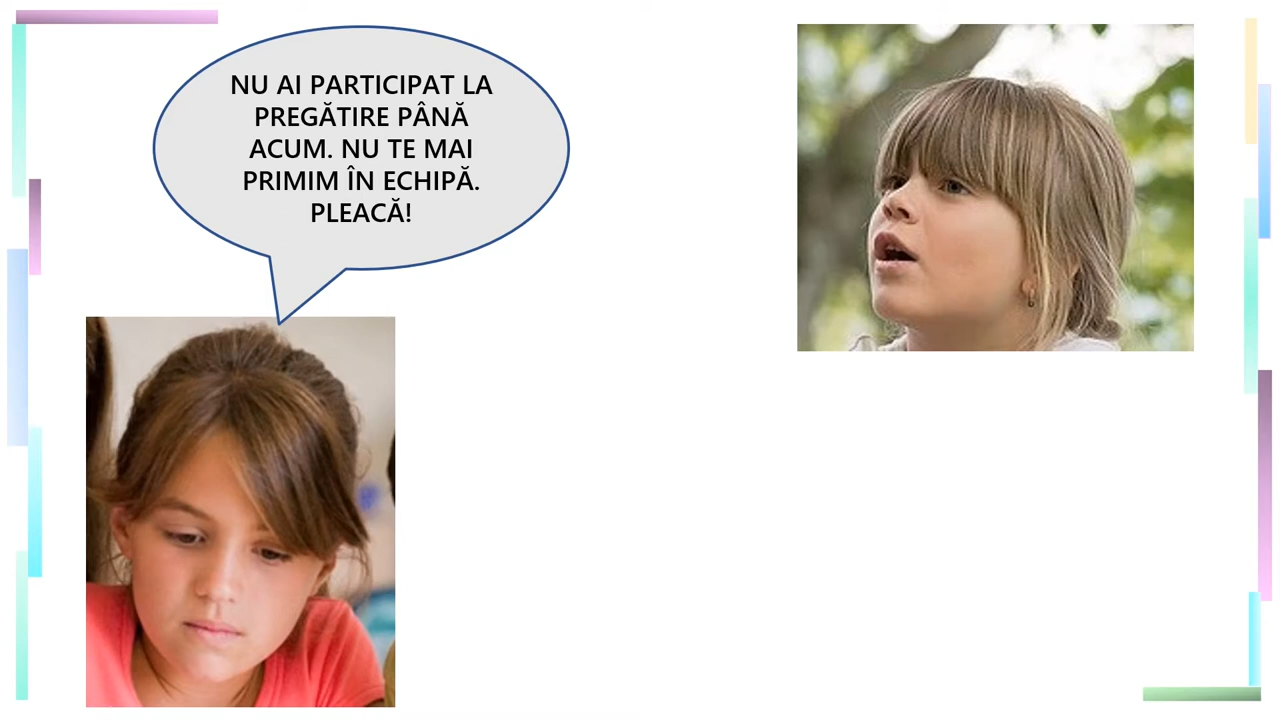 NU AI PARTICIPAT LA
PREGĂTIRE PÂNĂ
ACUM. NU TE MAI
PRIMIM ÎN ECHIPĂ.
PLEACĂ!